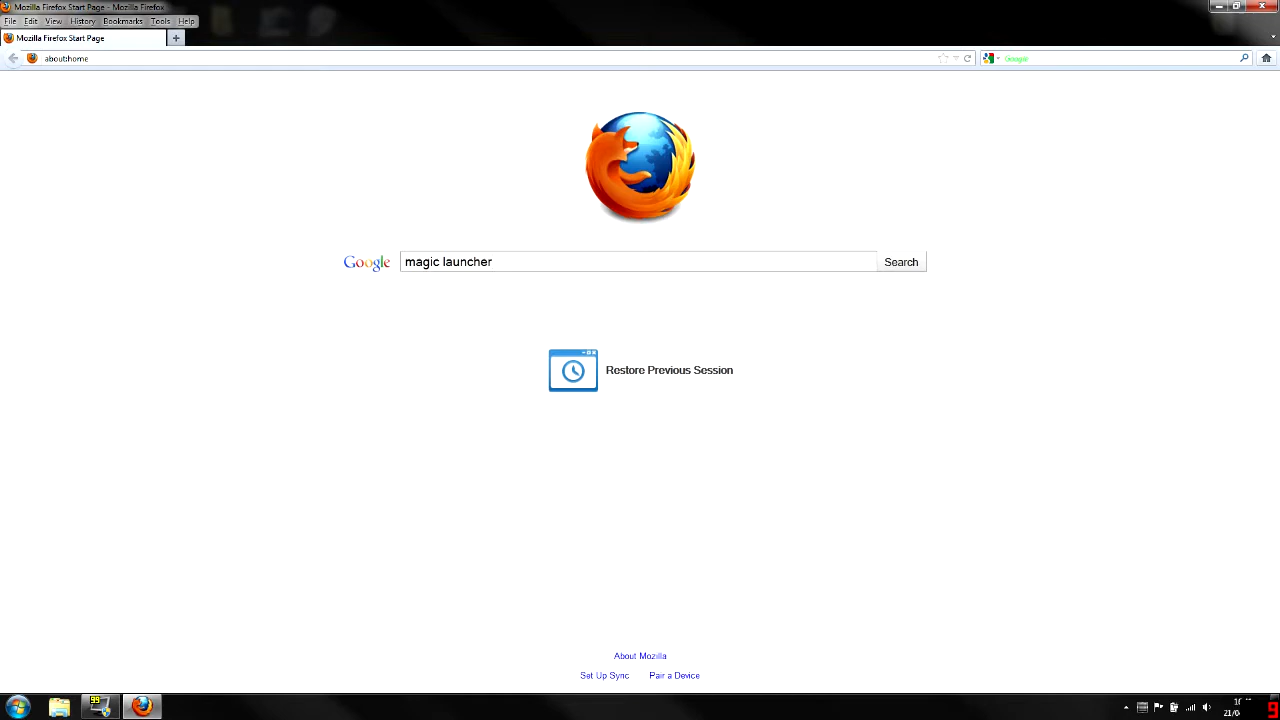 Mozilla Firefox Start Page - Mozilla Firefox
File Edit View History Bookmarks Tools Help
Mozilla Firefox Start Page
about:home
Google
Google magic launcher Search
Restore Previous Session
About Mozilla
Set Up Sync Pair a Device
99